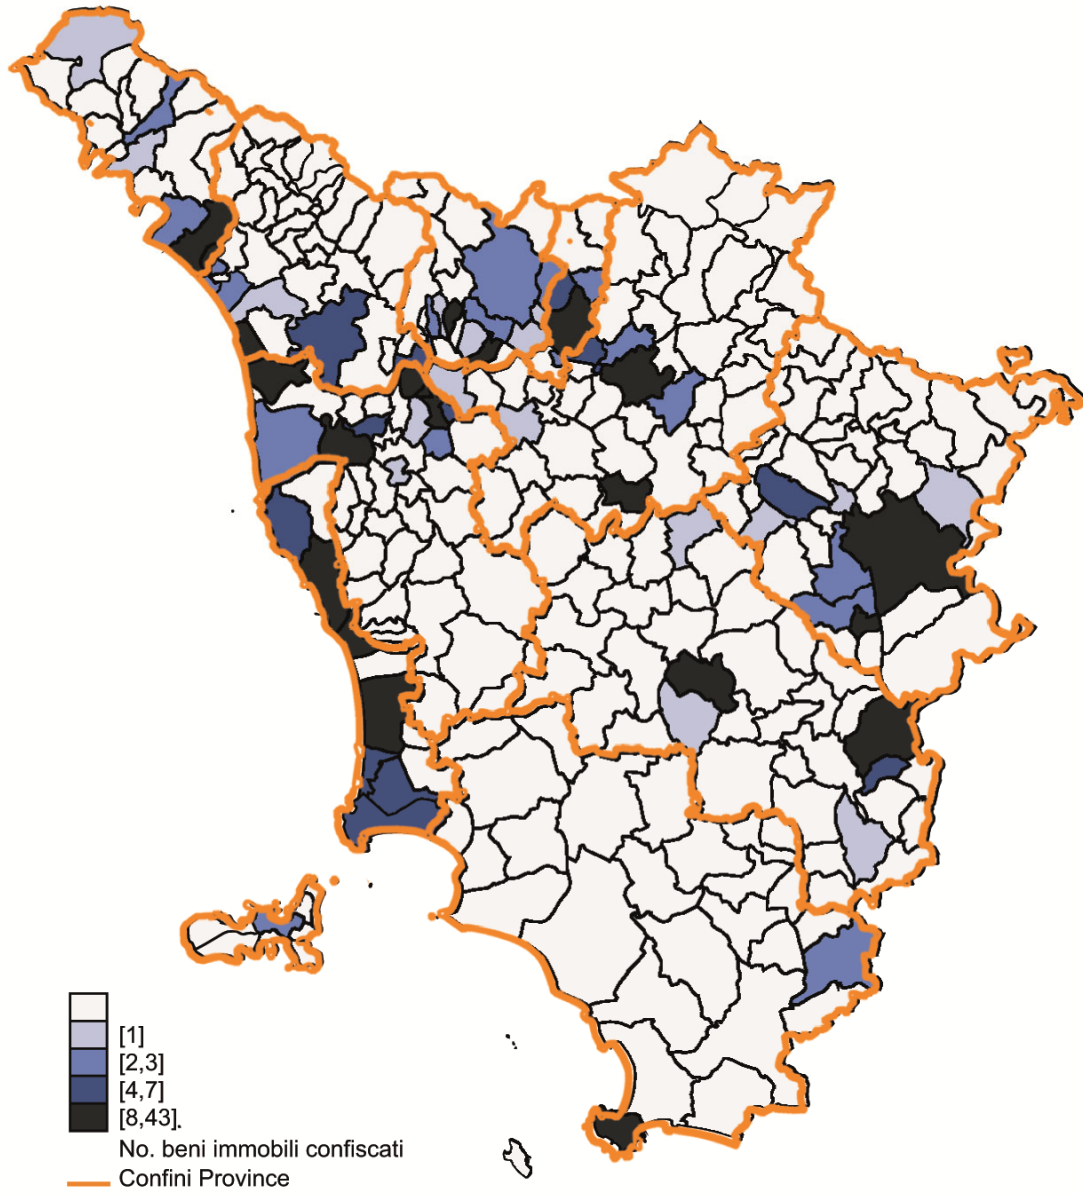 [1]
[2,3]
[4,7]
[8,43].
No. beni immobili confiscati
Confini Province